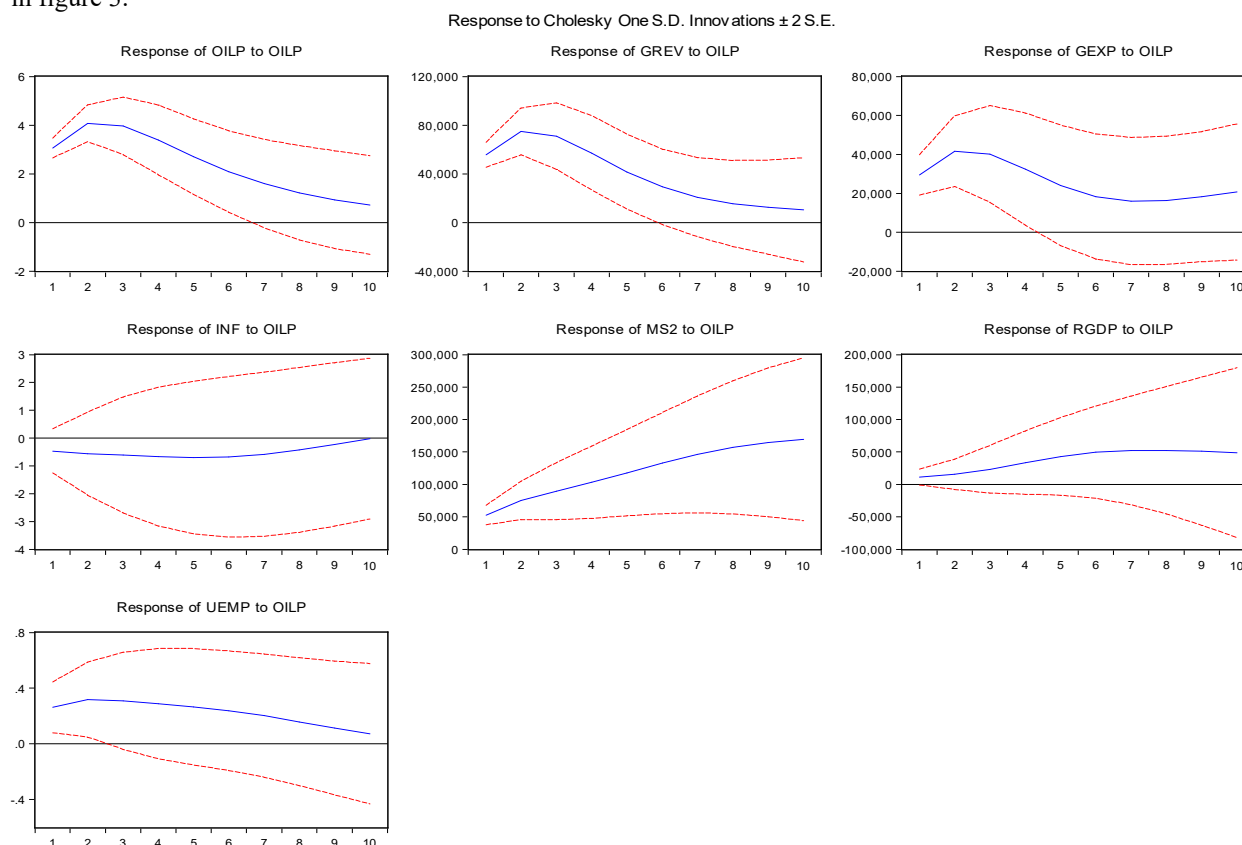 in figure 3.
Response to Cholesky One S.D. Innovations ± 2 S.E.
Response of OILP to OILP
6
4
2
0
-2
1 2 3 4 5 6 7 8 9 10
Response of GREV to OILP
120,000
80,000
40,000
0
-40,000
1 2 3 4 5 6 7 8 9 10
Response of GEXP to OILP
80,000
60,000
40,000
20,000
0
-20,000
1 2 3 4 5 6 7 8 9 10
Response of INF to OILP
3
2
1
0
-1
-2
-3
-4
1 2 3 4 5 6 7 8 9 10
Response of MS2 to OILP
300,000
250,000
200,000
150,000
100,000
50,000
0
1 2 3 4 5 6 7 8 9 10
Response of RGDP to OILP
200,000
150,000
100,000
50,000
0
-50,000
-100,000
1 2 3 4 5 6 7 8 9 10
Response of UEMP to OILP
.8
.4
.0
-.4
1 2 3 4 5 6 7 8 9 10